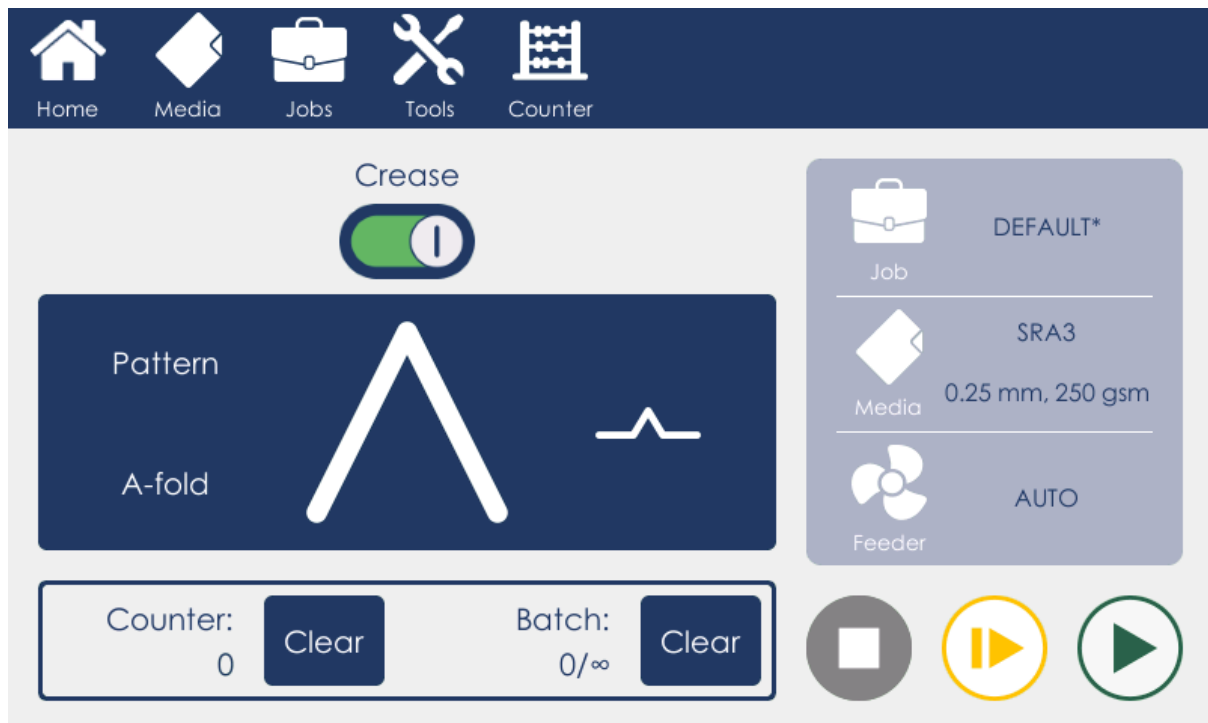 Home Media Jobs Tools Counter
Crease
Pattern
A-fold
Counter:
0
Clear
Batch:
0/∞
Clear
DEFAULT*
Job
SRA3
0.25 mm, 250 gsm
Media
AUTO
Feeder